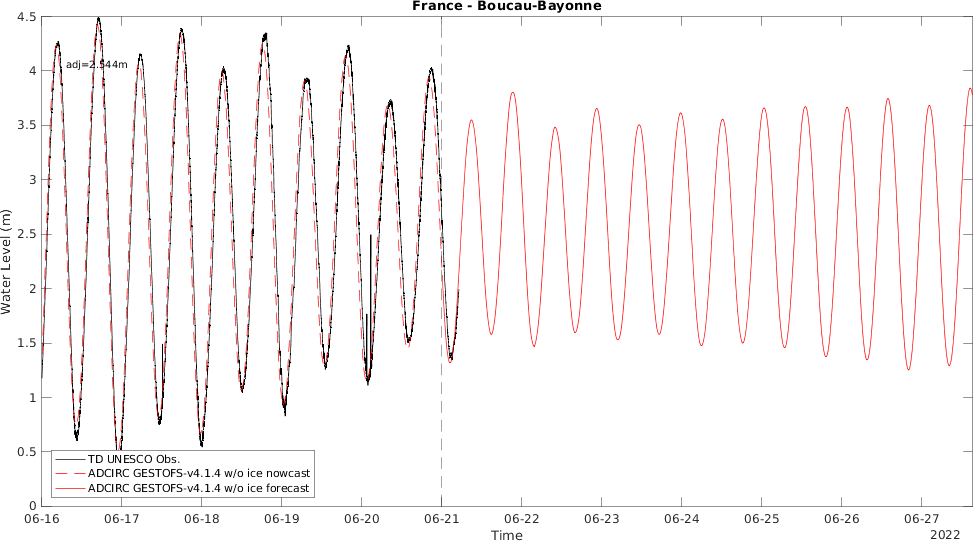 France - Boucau-Bayonne
4.5
4
3.5
3
2.5
2
1.5
1
0.5
0
Water Level (m)
adj=2.544m
TD UNESCO Obs.
ADCIRC GESTOFS-v4.1.4 w/o ice nowcast
ADCIRC GESTOFS-v4.1.4 w/o ice forecast
06-16 06-17 06-18 06-19 06-20 06-21 06-22 06-23 06-24 06-25 06-26 06-27
Time
2022